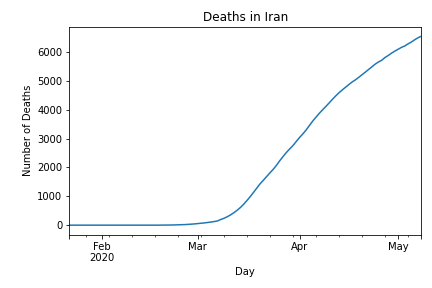 Deaths in Iran
Number of Deaths
6000
5000
4000
3000
2000
1000
0
Feb
2020
Mar
Apr
May
Day